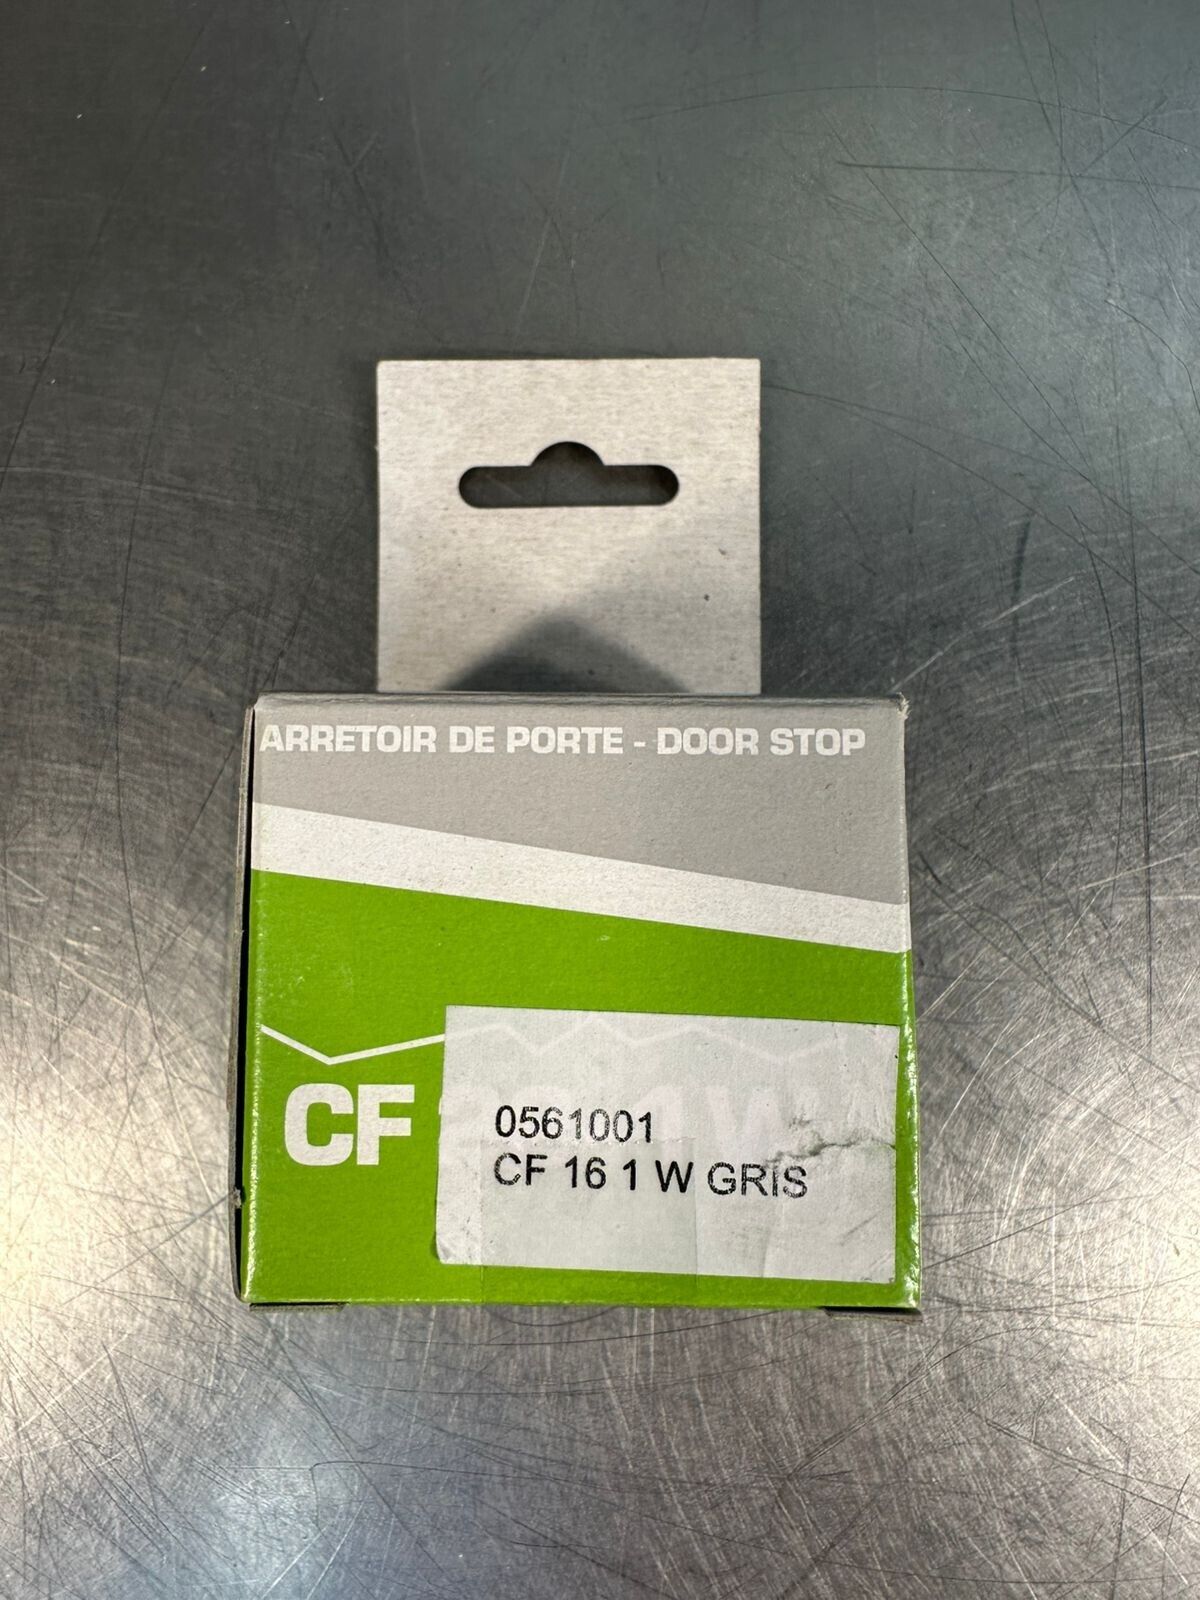 ARRETOIR DE PORTE - DOOR STOP
CF
0561001
CF 16 1 W GRIS